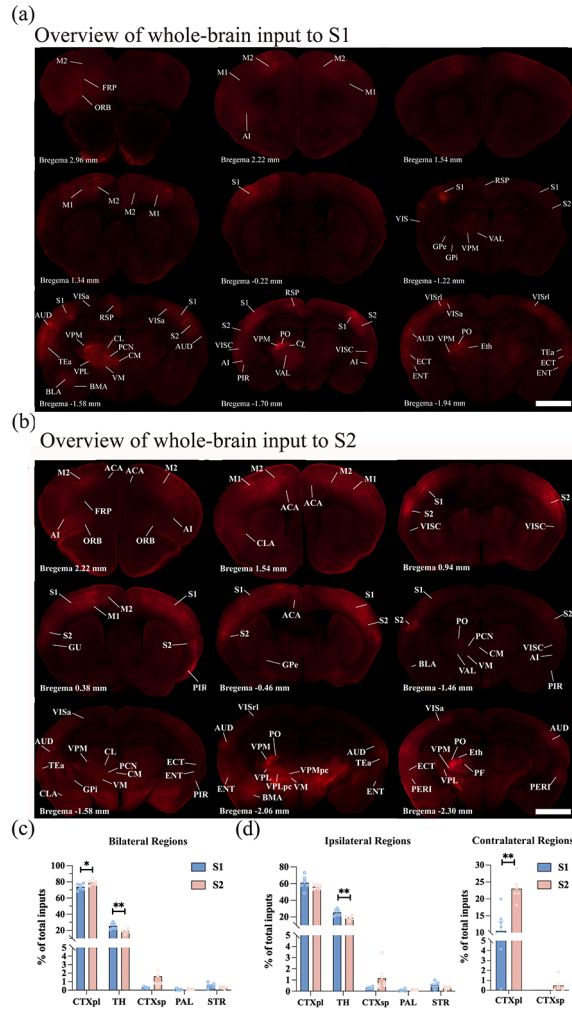 (a)
Overview of whole-brain input to S1
M2
FRP
ORB
Bregema 2.96 mm
M2
M2
M1
M1
AI
Bregema 2.22 mm
Bregema 1.54 mm
M1
M2
M2
M1
Bregema 1.34 mm
S1
Bregema -0.22 mm
RSP
S1
S1
S2
VIS
GPe
GPi
VPM
VAL
Bregema -1.22 mm
VISa
S1
RSP
VISa
S1
AUD
S2
AUD
VPM
CL
PCN
CM
TEa
VPL
VM
BLA
BMA
Bregema -1.58 mm
RSP
S1
S1
S2
S2
PO
VPM
CL
VISC
VISC
AI
AI
PIR
VAL
Bregema -1.70 mm
VISrl
VISrl
VISa
AUD
PO
VPM
Eth
TEa
ECT
ECT
ENT
ENT
Bregema -1.94 mm
(b)
Overview of whole-brain input to S2
M2
ACA
ACA
M2
FRP
AI
AI
ORB
ORB
Bregema 2.22 mm
M2
M2
M1
M1
ACA
ACA
CLA
Bregema 1.54 mm
S1
S2
S2
VISC
VISC
Bregema 0.94 mm
S1
S1
M2
M1
S2
S2
GU
PIR
Bregema 0.38 mm
S1
S1
ACA
S2
S2
GPe
Bregema -0.46 mm
S2
PO
PCN
CM
VISC
AI
BLA
VAL
VM
PIR
Bregema -1.46 mm
VISa
AUD
VPM
CL
TEa
PCN
CM
ECT
ENT
CLA
GPi
VM
PIR
Bregema -1.58 mm
VISrl
PO
VPM
AUD
TEa
VPMpc
VPL
ENT
VPLpc
VM
ENT
BMA
Bregema -2.06 mm
VISa
PO
AUD
VPM
Eth
ECT
VPL
PF
PERI
PERI
Bregema -2.30 mm
(c)
Bilateral Regions
% of total inputs
100
80
60
40
20
5
4
3
2
1
0
*
**
S1
S2
CTXpl
TH
CTXsp
PAL
STR
(d)
Ipsilateral Regions
% of total inputs
80
60
40
20
5
4
3
2
1
0
**
CTXpl
TH
CTXsp
PAL
STR
Contralateral Regions
30
25
20
15
10
5
4
3
2
1
0
**
S1
S2
CTXpl
CTXsp